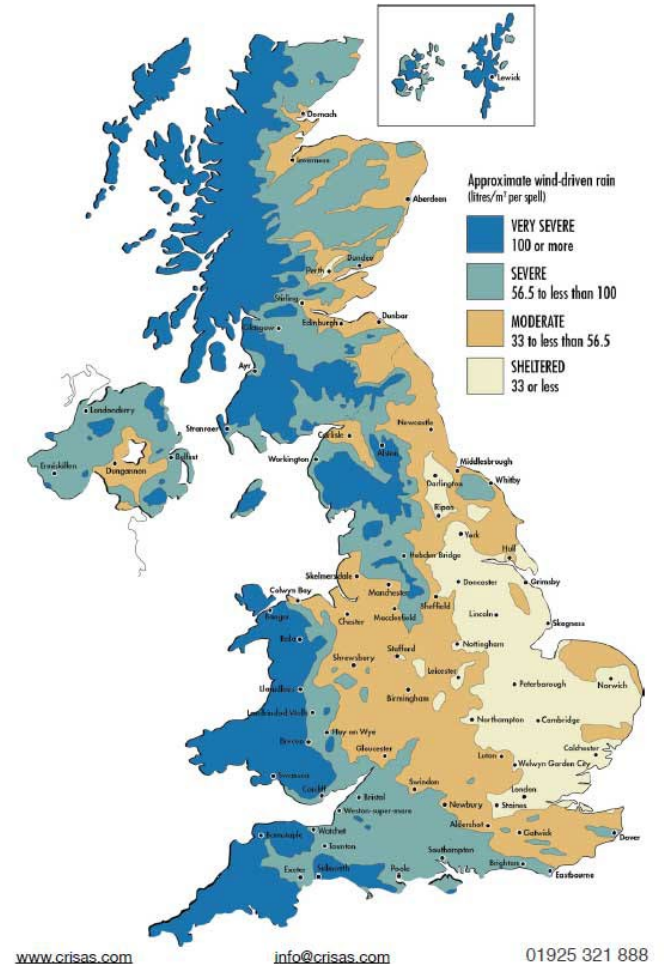 Lewick
Dornach
Inverness
Aberdeen
Approximate wind-driven rain
(litres/m² per spell)
VERY SEVERE
100 or more
SEVERE
56.5 to less than 100
MODERATE
33 to less than 56.5
SHELTERED
33 or less
Dundee
Perth
Stirling
Dunbar
Edinburgh
Glasgow
Ayr
Londonderry
Stranraer
Newcastle
Carlisle
Alston
Belfast
Enniskillen
Dungannon
Workington
Middlesbrough
Darlington
Whitby
Ripon
York
Hull
Hebden Bridge
Skelmersdale
Doncaster
Grimsby
Manchester
Colwyn Bay
Sheffield
Macclesfield
Bangor
Chester
Lincoln
Skegness
Bala
Nottingham
Stafford
Shrewsbury
Leicester
Norwich
Peterborough
Llanidloes
Birmingham
Llandrindod Wells
Northampton
Cambridge
Hay on Wye
Brecon
Colchester
Gloucester
Luton
Welwyn Garden City
Swansea
Swindon
Cardiff
London
Bristol
Newbury
Staines
Weston-super-mare
Aldershot
Watchet
Gatwick
Barnstaple
Dover
Taunton
Southampton
Brighton
Exeter
Sidmouth
Poole
Eastbourne
www.crisas.com info@crisas.com 01925 321 888